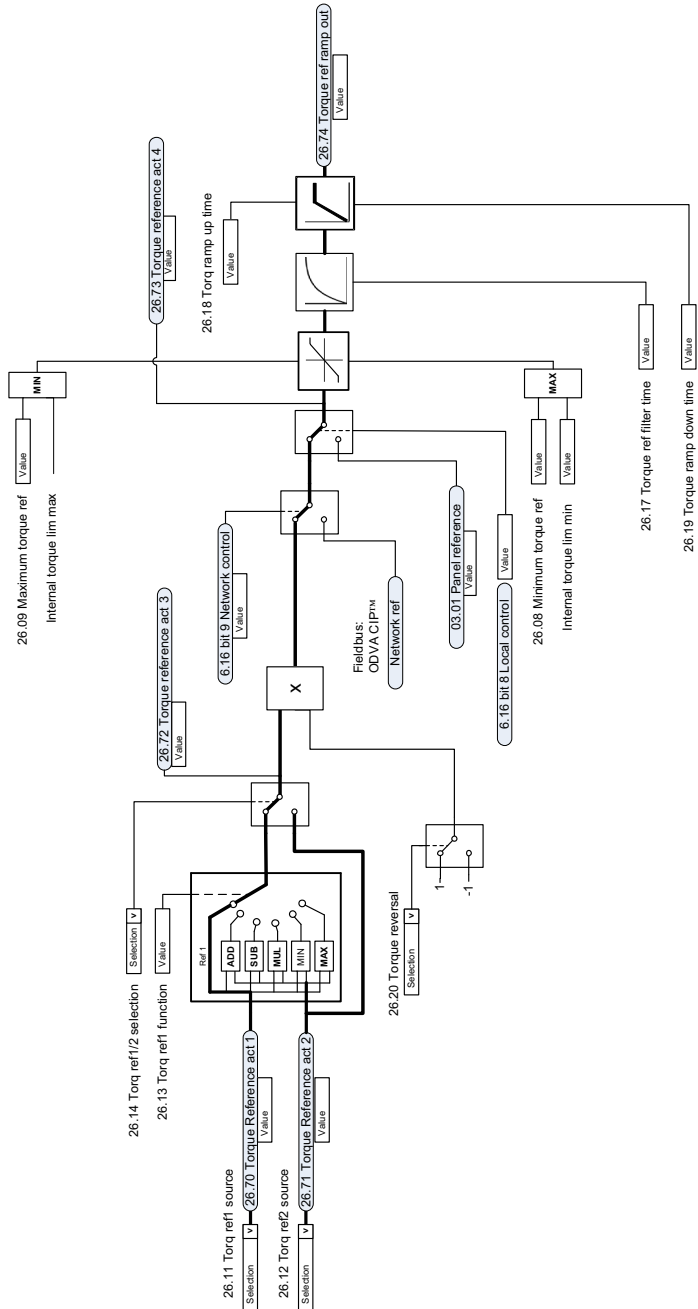 26.11 Torq ref1 source
Selection v
26.70 Torque Reference act 1
Value
26.12 Torq ref2 source
Selection v
26.71 Torque Reference act 2
Value
26.14 Torq ref1/2 selection
Selection v
26.13 Torq ref1 function
Value
Ref 1
ADD
SUB
MUL
MIN
MAX
26.20 Torque reversal
Selection v
1
-1
26.72 Torque reference act 3
Value
X
6.16 bit 9 Network control
Value
Fieldbus:
ODVA CIP™
Network ref
03.01 Panel reference
Value
6.16 bit 8 Local control
Value
26.73 Torque reference act 4
Value
26.09 Maximum torque ref
Value
Internal torque lim max
MIN
26.08 Minimum torque ref
Value
Internal torque lim min
Value
MAX
26.18 Torq ramp up time
Value
26.17 Torque ref filter time
Value
26.19 Torque ramp down time
Value
26.74 Torque ref ramp out
Value